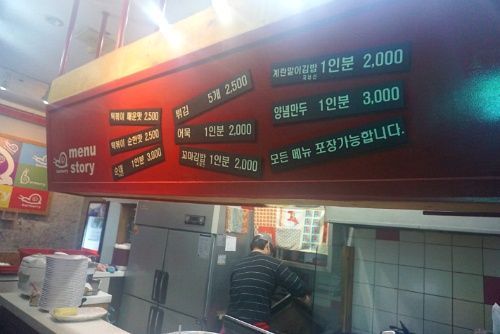 menu
story
떡볶이 매운맛 2,500
떡볶이 순한맛 2,500
순대 1인분 3,000
튀김 5개 2,500
어묵 1인분 2,000
꼬마김밥 1인분 2,000
계란말이김밥 1인분 2,000
양념만두 1인분 3,000
모든 메뉴 포장가능합니다.